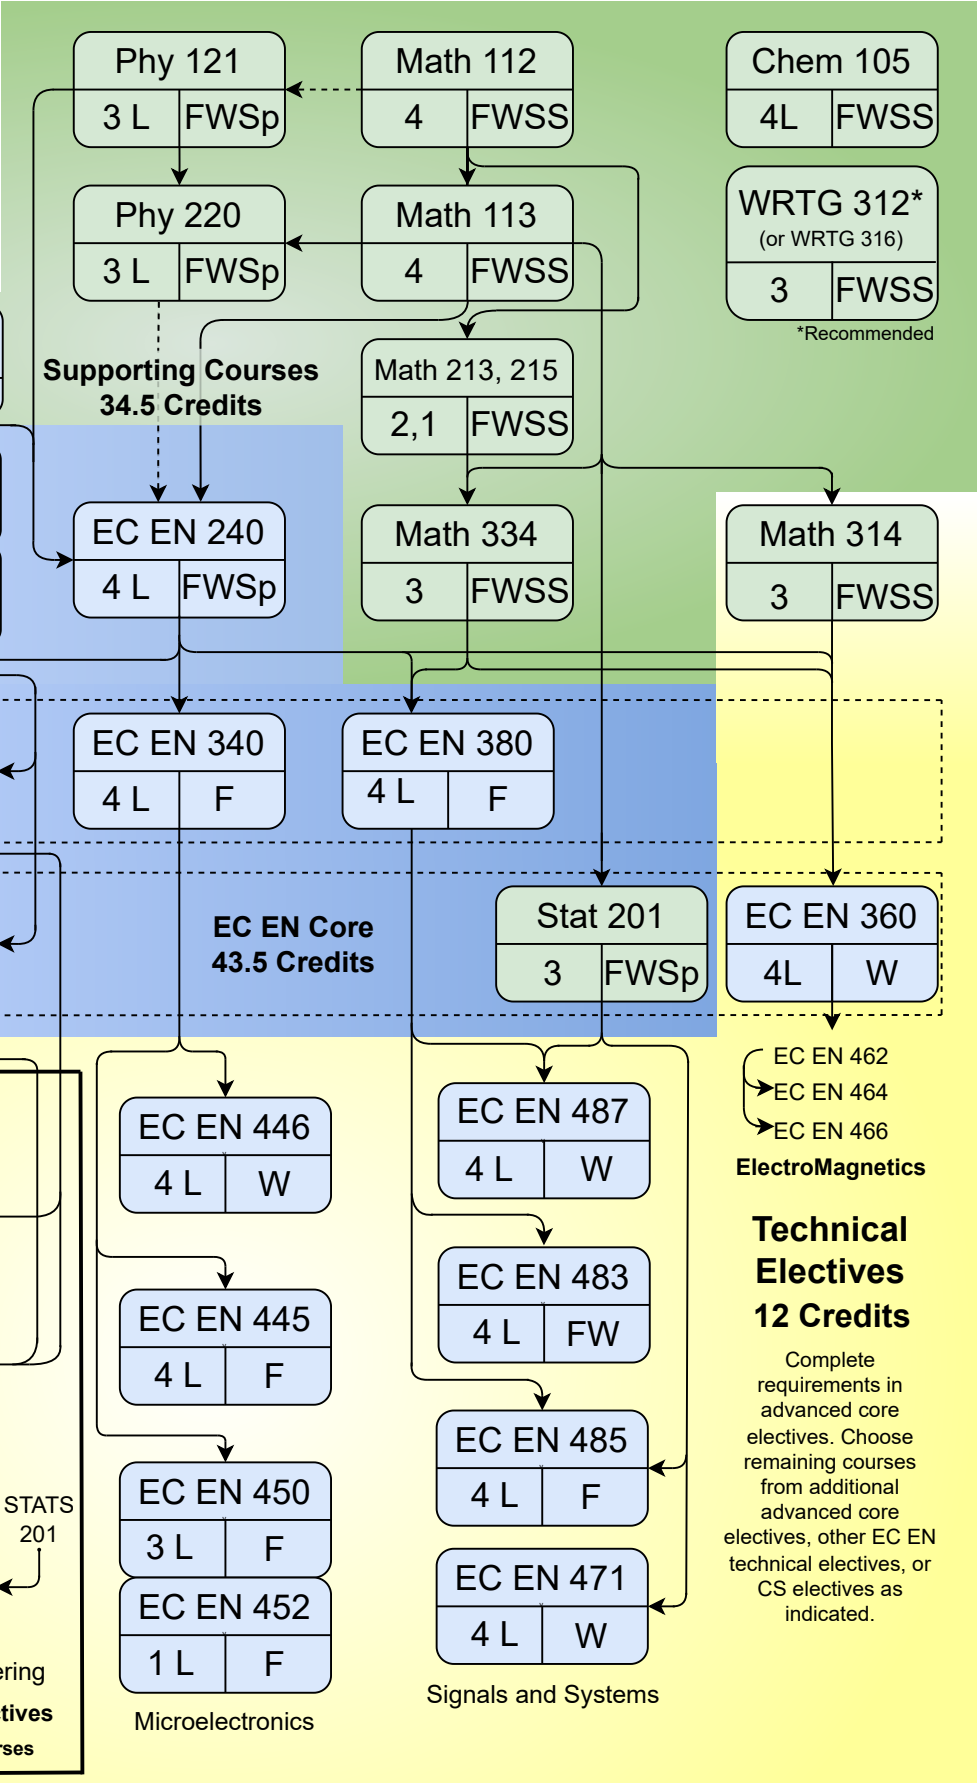 Phy 121
3 L FWSp
Math 112
4 FWSS
Chem 105
4L FWSS
Phy 220
3 L FWSp
Math 113
4 FWSS
WRTG 312*
(or WRTG 316)
3 FWSS
*Recommended
Supporting Courses
34.5 Credits
Math 213, 215
2,1 FWSS
EC EN 240
4 L FWSp
Math 334
3 FWSS
Math 314
3 FWSS
EC EN 340
4 L F
EC EN 380
4 L F
EC EN Core
43.5 Credits
Stat 201
3 FWSp
EC EN 360
4L W
EC EN 462
EC EN 464
EC EN 466
ElectroMagnetics
EC EN 446
4 L W
EC EN 487
4 L W
EC EN 445
4 L F
EC EN 483
4 L FW
Technical
Electives
12 Credits
Complete
requirements in
advanced core
electives. Choose
remaining courses
from additional
advanced core
electives, other EC EN
technical electives, or
CS electives as
indicated.
EC EN 450
3 L F
EC EN 452
1 L F
Microelectronics
EC EN 485
4 L F
EC EN 471
4 L W
Signals and Systems
STATS
201
ering
tives
rses